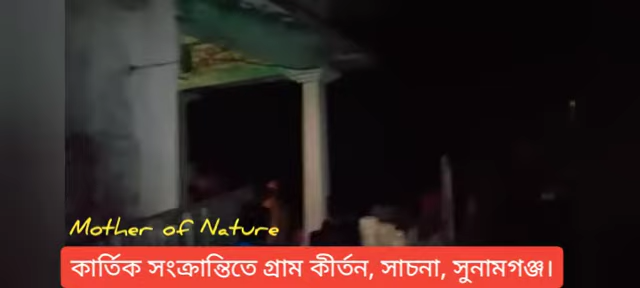 Mother of Nature
কার্তিক সংক্রান্তিতে গ্রাম কীর্তন, সাচনা, সুনামগঞ্জ।